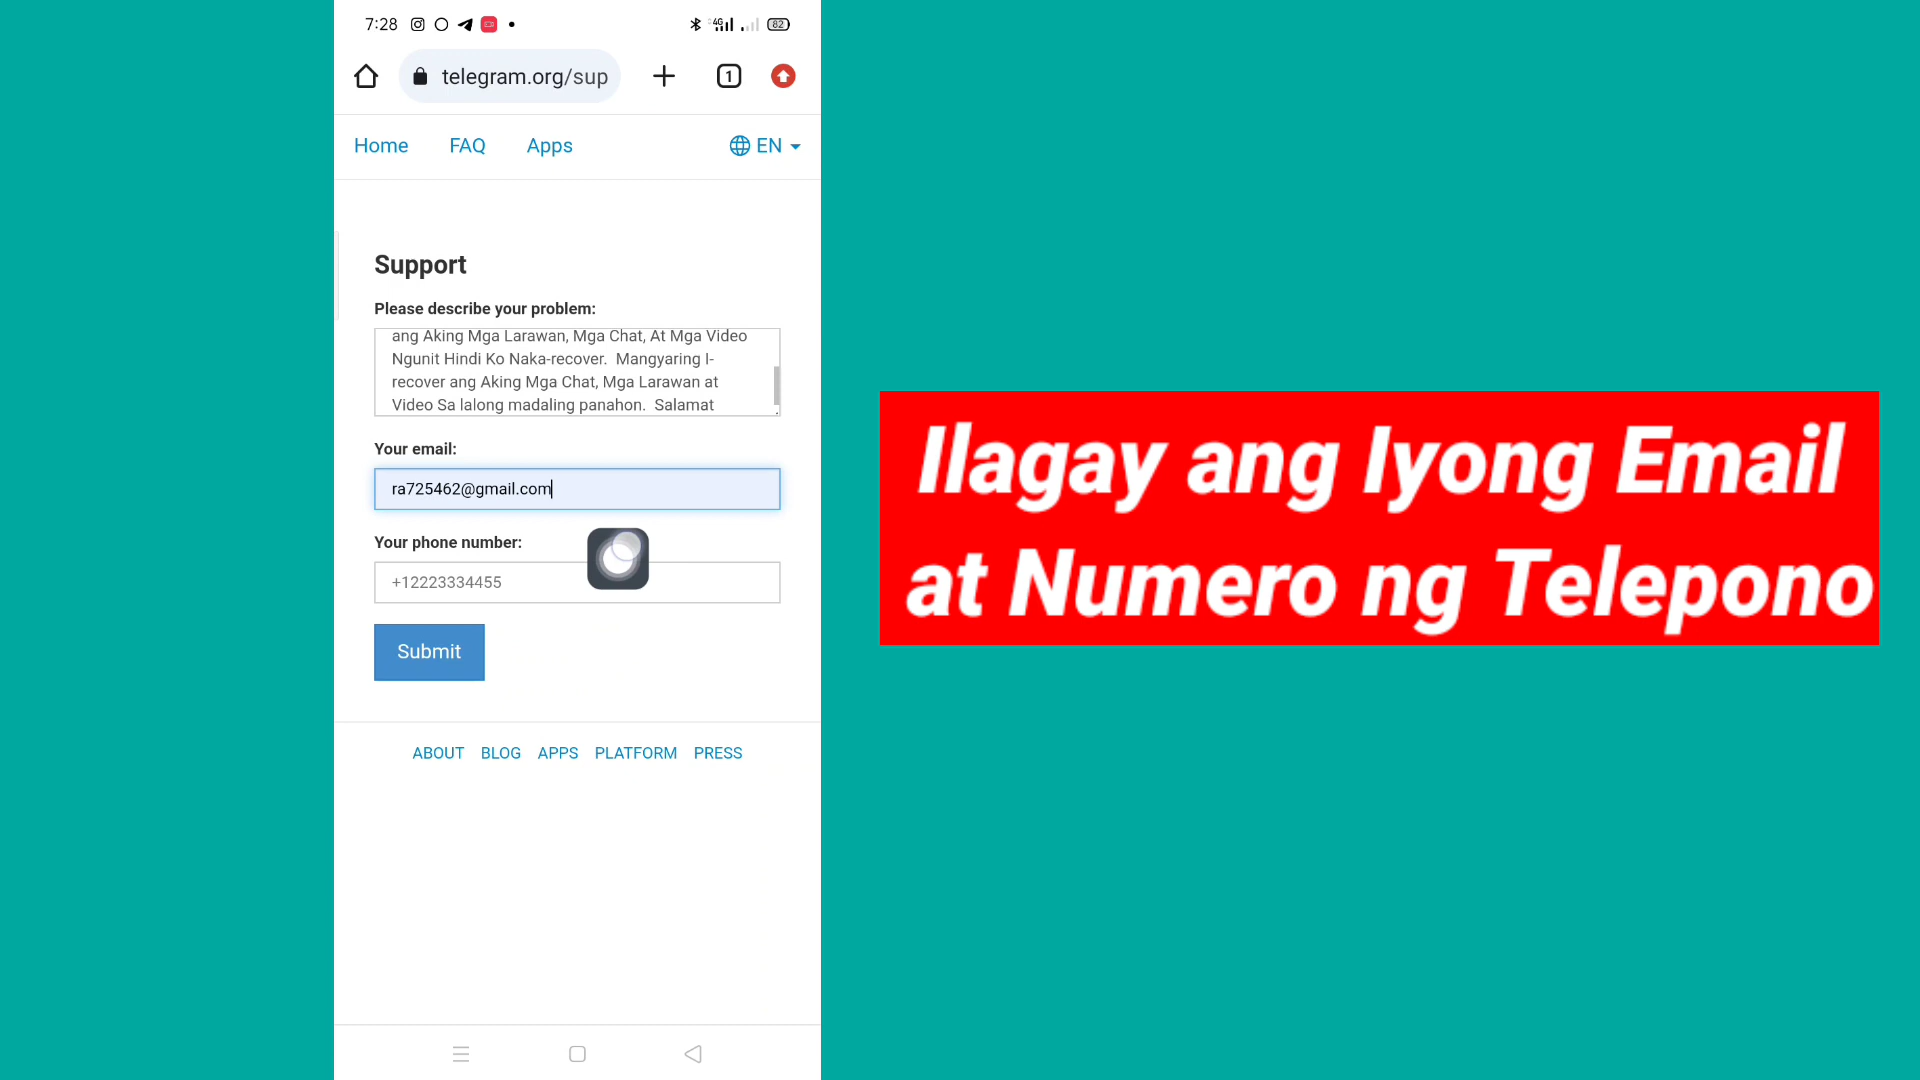 7:28 4G 82
telegram.org/sup 1
Home FAQ Apps EN
Support
Please describe your problem:
ang Aking Mga Larawan, Mga Chat, At Mga Video
Ngunit Hindi Ko Naka-recover. Mangyaring I-
recover ang Aking Mga Chat, Mga Larawan at
Video Sa lalong madaling panahon. Salamat
Your email:
ra725462@gmail.com
Your phone number:
+12223334455
Submit
ABOUT BLOG APPS PLATFORM PRESS
Ilagay ang Iyong Email
at Numero ng Telepono